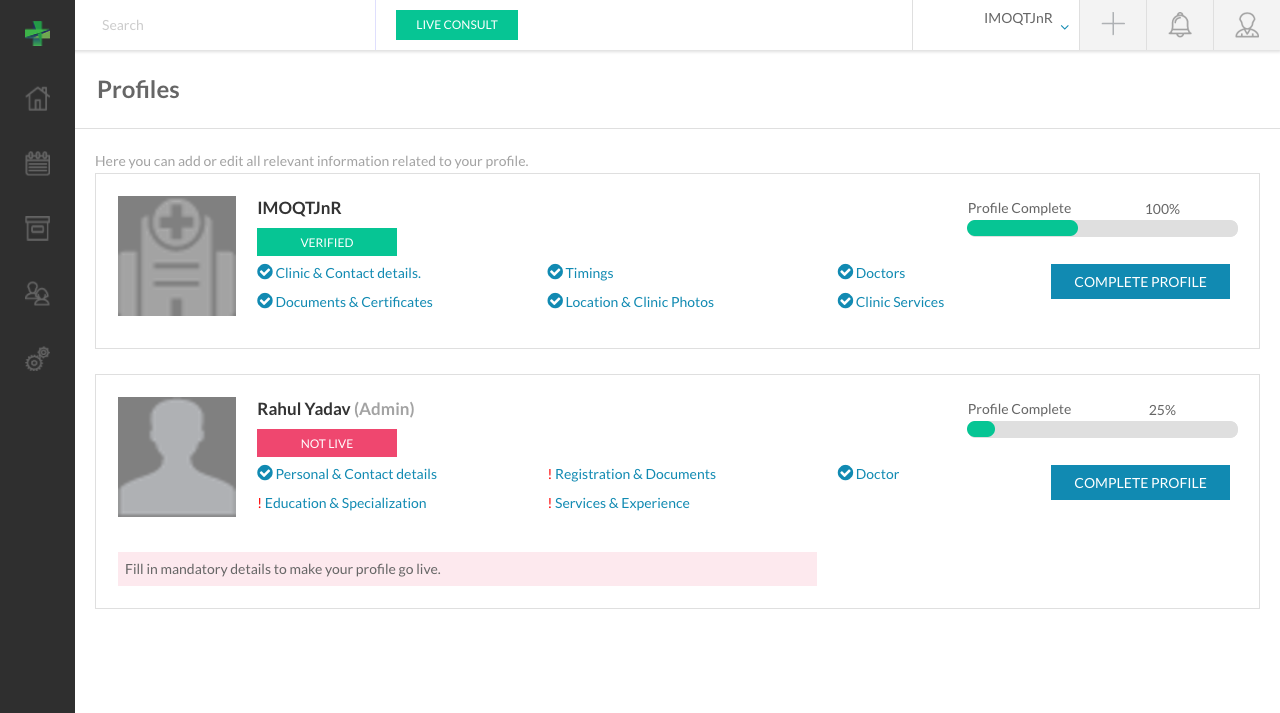 Search
LIVE CONSULT
IMOQTJnR
Profiles
Here you can add or edit all relevant information related to your profile.
IMOQTJnR
VERIFIED
Profile Complete 100%
Clinic & Contact details.
Timings
Doctors
Documents & Certificates
Location & Clinic Photos
Clinic Services
COMPLETE PROFILE
Rahul Yadav (Admin)
NOT LIVE
Profile Complete 25%
Personal & Contact details
! Registration & Documents
Doctor
! Education & Specialization
! Services & Experience
COMPLETE PROFILE
Fill in mandatory details to make your profile go live.